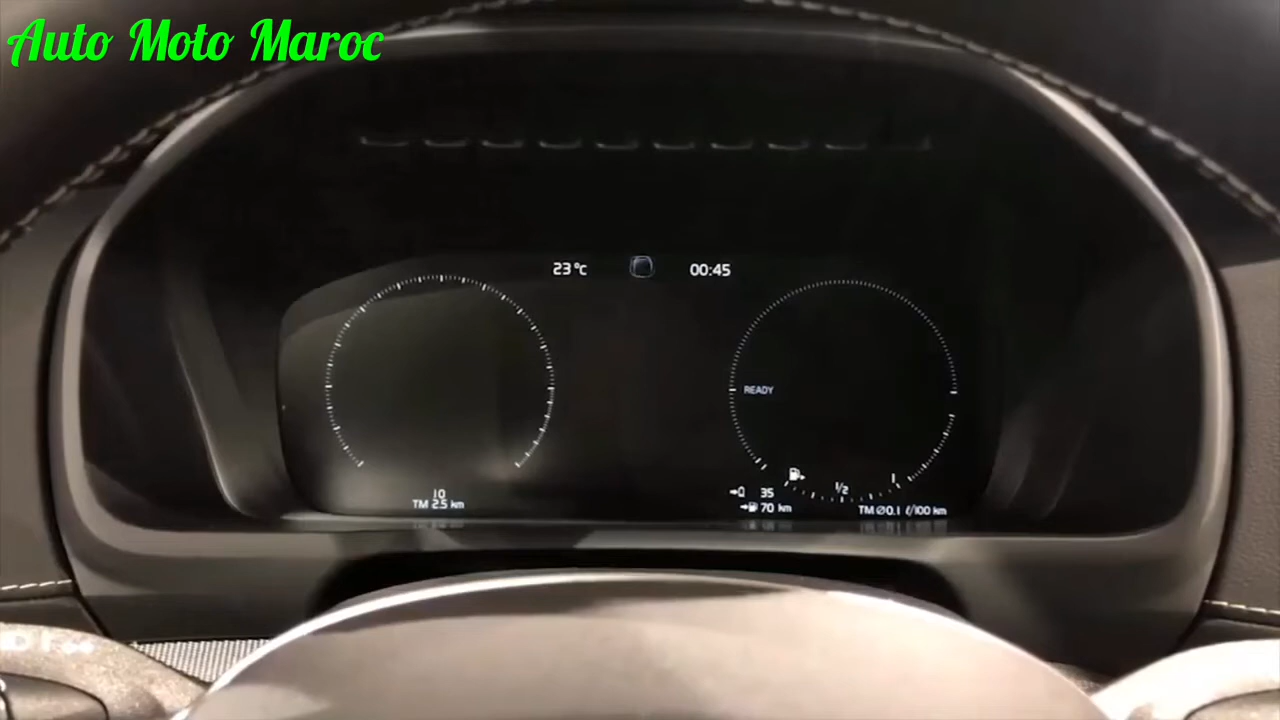 Auto Moto Maroc
23°C 00:45
READY
1/2
10
35
TM 2.5 km
70 km
TM ∅0.1 ℓ/100 km